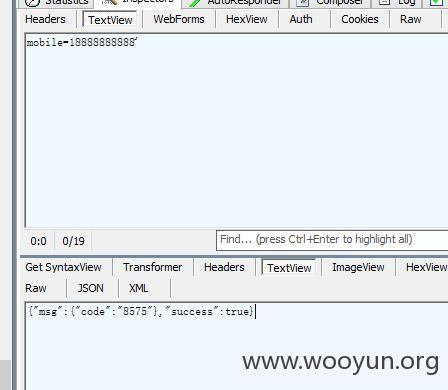 Statistics Inspectors AutoResponder Composer Log
Headers TextView WebForms HexView Auth Cookies Raw
mobile=18888888888'
0:0 0/19 Find... (press Ctrl+Enter to highlight all)
Get SyntaxView Transformer Headers TextView ImageView HexView
Raw JSON XML
{"msg":{"code":"8575"},"success":true}
www.wooyun.org